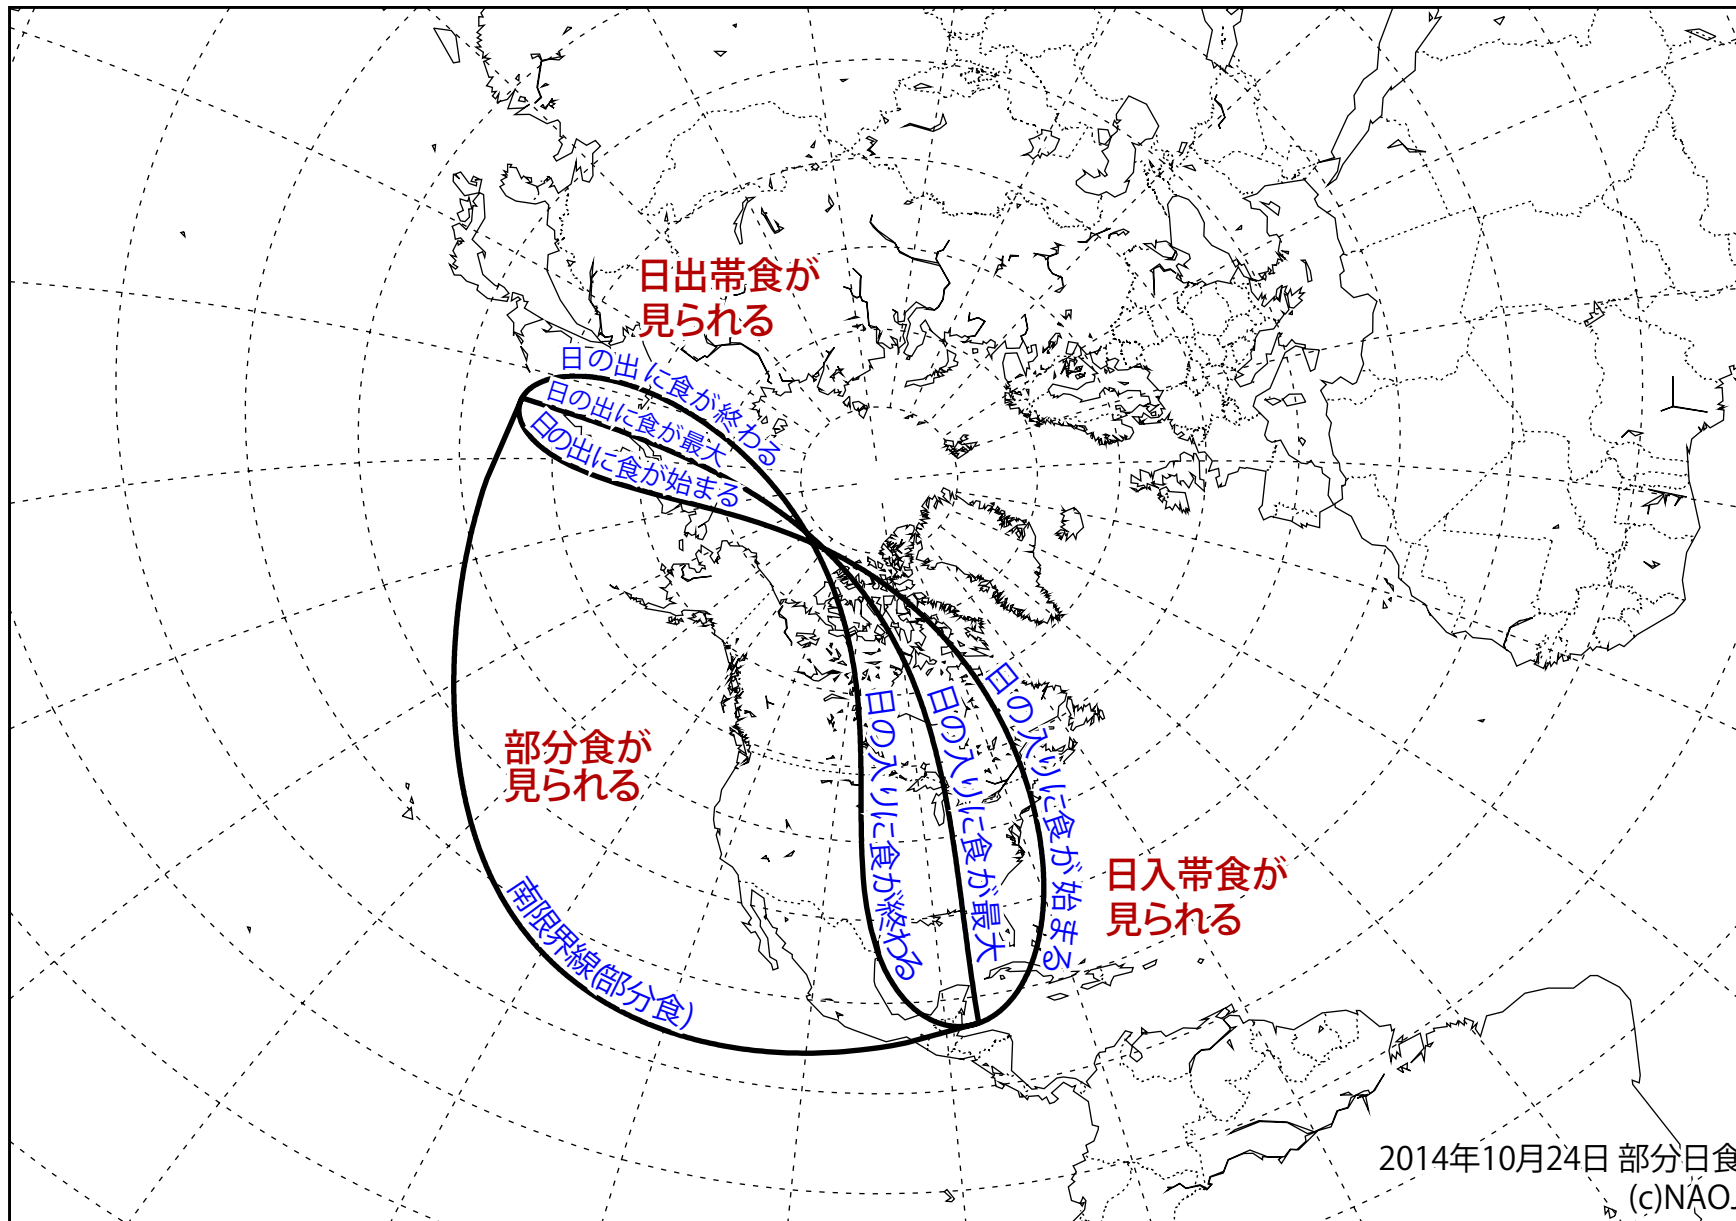 日出帯食が
見られる
日の出に食が終わる
日の出に食が最大
日の出に食が始まる
部分食が
見られる
南限界線(部分食)
日の入りに食が終わる
日の入りに食が最大
日の入りに食が始まる
日入帯食が
見られる
2014年10月24日 部分日食
(c)NAO